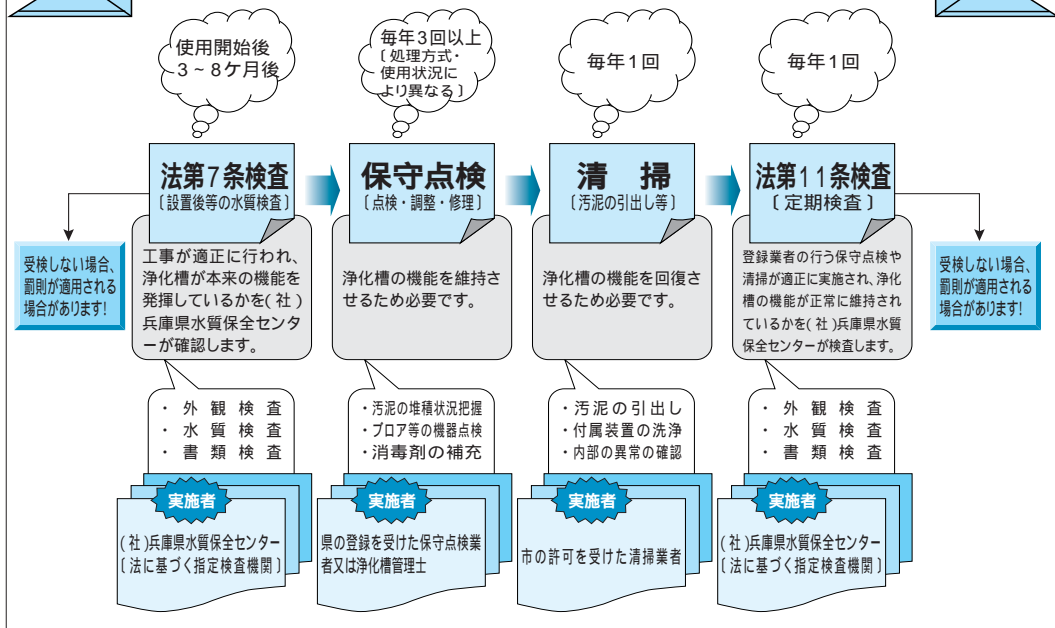 使用開始後
3~8ケ月後
毎年3回以上
〔処理方式・
使用状況に
より異なる〕
毎年1回
毎年1回
法第7条検査
〔設置後等の水質検査〕
保守点検
〔点検・調整・修理〕
清 掃
〔汚泥の引出し等〕
法第11条検査
〔定期検査〕
受検しない場合、
罰則が適用される
場合があります!
工事が適正に行われ、
浄化槽が本来の機能を
発揮しているかを(社)
兵庫県水質保全センタ
ーが確認します。
浄化槽の機能を維持さ
せるため必要です。
浄化槽の機能を回復さ
せるため必要です。
登録業者の行う保守点検や
清掃が適正に実施され、浄化
槽の機能が正常に維持され
ているかを(社)兵庫県水質
保全センターが検査します。
受検しない場合、
罰則が適用される
場合があります!
・外観検査
・水質検査
・書類検査
・汚泥の堆積状況把握
・ブロア等の機器点検
・消毒剤の補充
・汚泥の引出し
・付属装置の洗浄
・内部の異常の確認
・外観検査
・水質検査
・書類検査
実施者
(社)兵庫県水質保全センター
〔法に基づく指定検査機関〕
実施者
県の登録を受けた保守点検業
者又は浄化槽管理士
実施者
市の許可を受けた清掃業者
実施者
(社)兵庫県水質保全センター
〔法に基づく指定検査機関〕